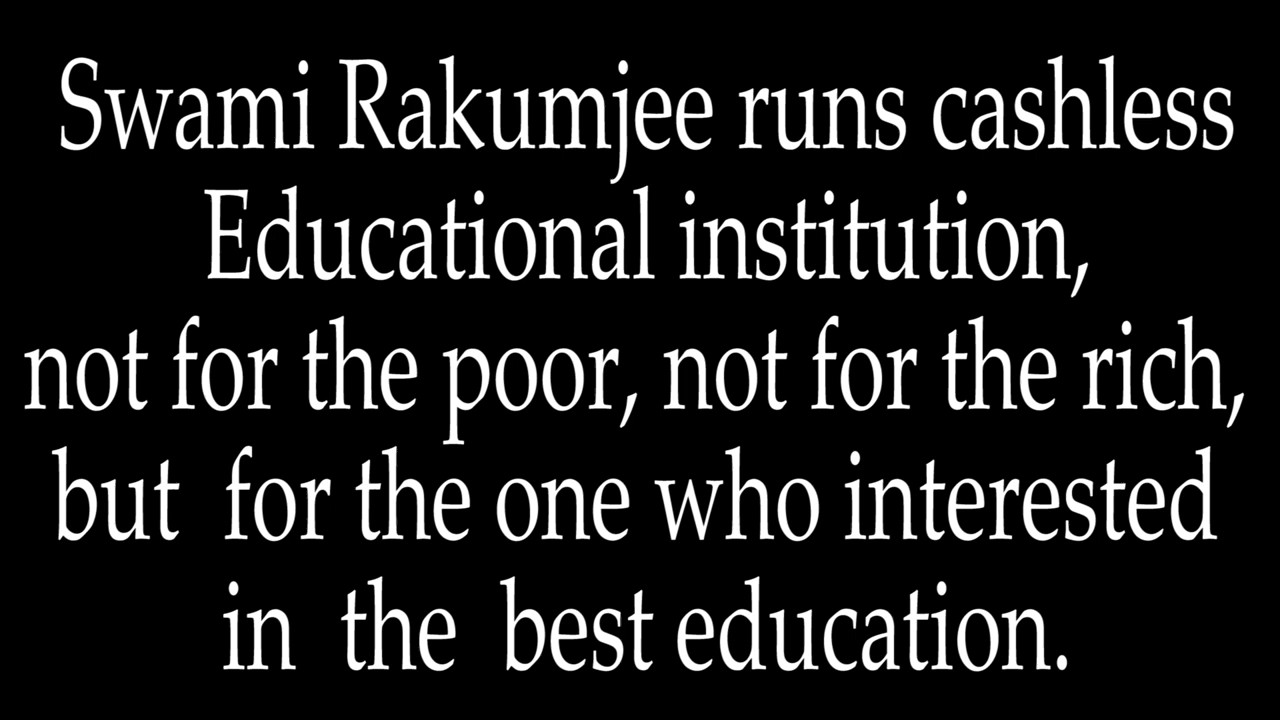 Swami Rakumjee runs cashless
Educational institution,
not for the poor, not for the rich,
but for the one who interested
in the best education.